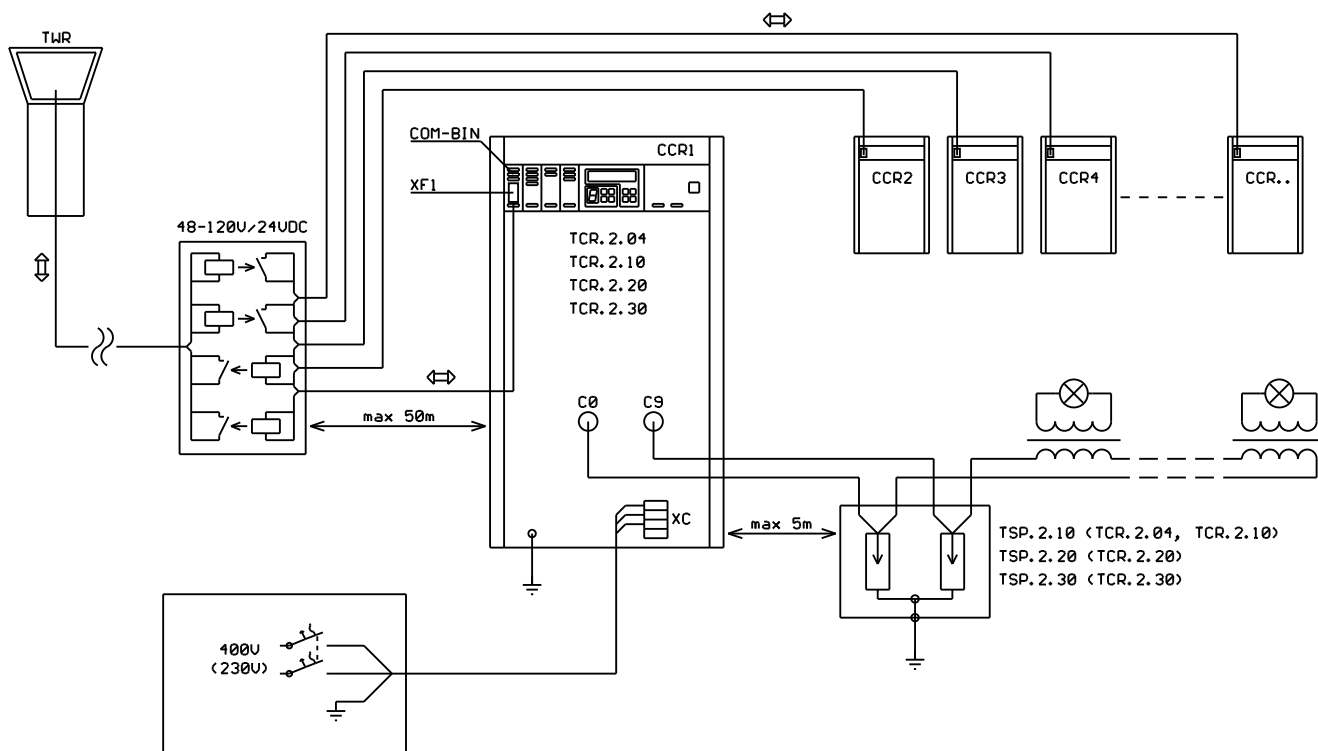 TWR
COM-BIN
XF1
CCR1
CCR2
CCR3
CCR4
CCR..
48-120V/24VDC
TCR.2.04
TCR.2.10
TCR.2.20
TCR.2.30
max 50m
C0
C9
XC
max 5m
TSP.2.10 (TCR.2.04, TCR.2.10)
TSP.2.20 (TCR.2.20)
TSP.2.30 (TCR.2.30)
400V
(230V)